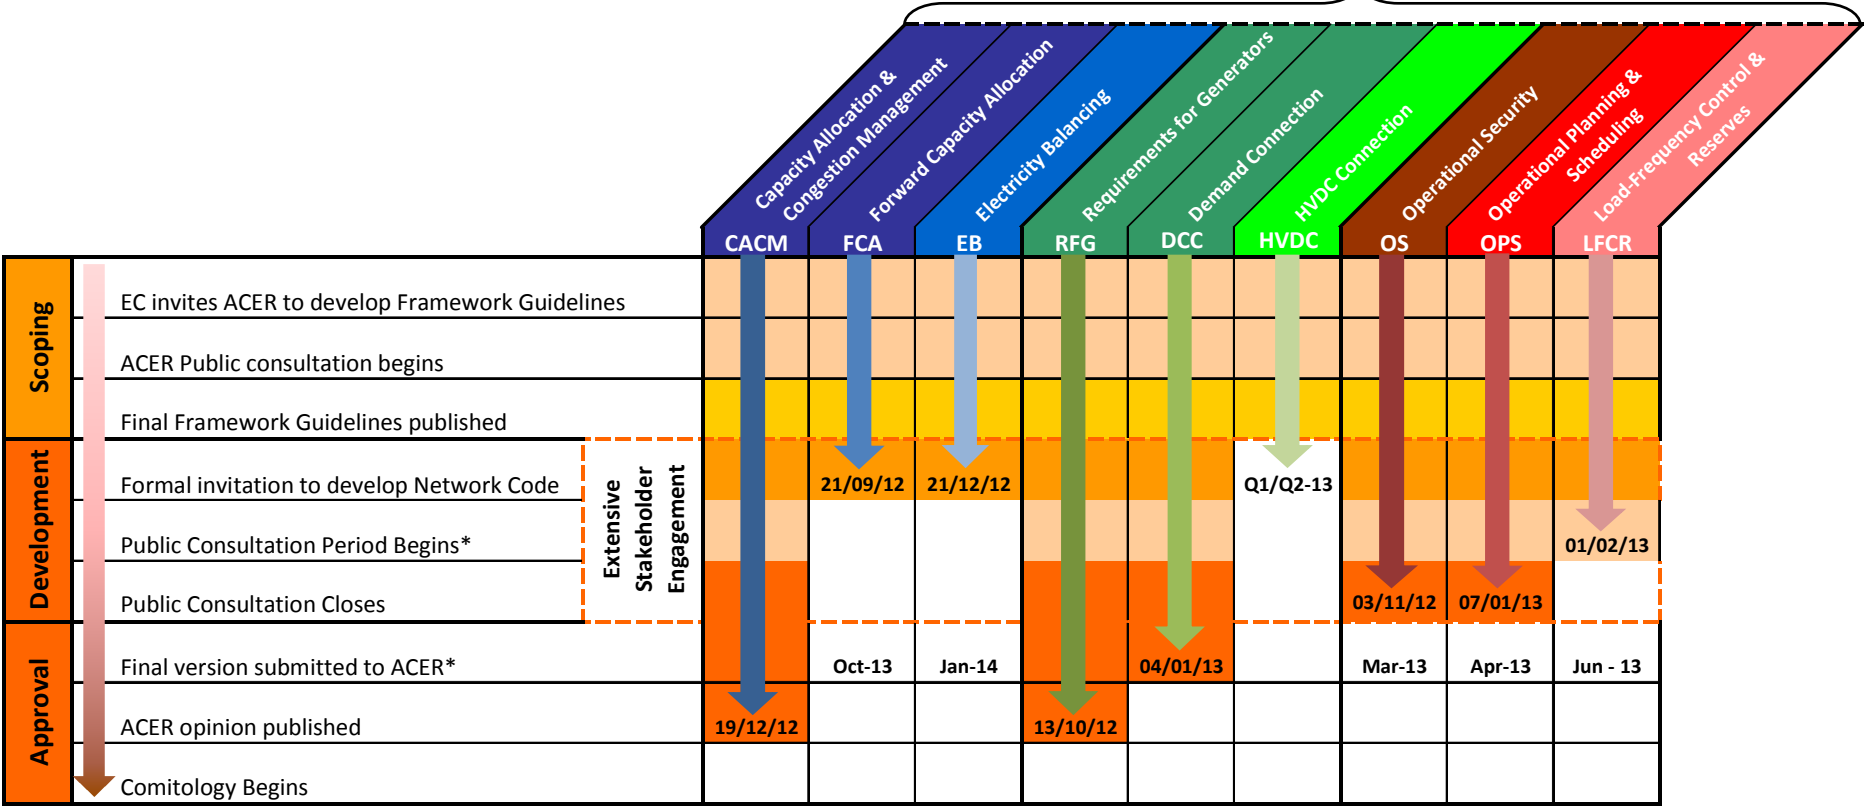 Capacity Allocation &
Congestion Management
Forward Capacity Allocation
Electricity Balancing
Requirements for Generators
Demand Connection
HVDC Connection
Operational Security
Operational Planning &
Scheduling
Load-Frequency Control &
Reserves
CACM FCA EB RFG DCC HVDC OS OPS LFCR
Scoping
EC invites ACER to develop Framework Guidelines
ACER Public consultation begins
Final Framework Guidelines published
Development
Extensive
Stakeholder
Engagement
Formal invitation to develop Network Code 21/09/12 21/12/12 Q1/Q2-13
Public Consultation Period Begins* 01/02/13
Public Consultation Closes 03/11/12 07/01/13
Approval
Final version submitted to ACER* Oct-13 Jan-14 04/01/13 Mar-13 Apr-13 Jun - 13
ACER opinion published 19/12/12 13/10/12
Comitology Begins